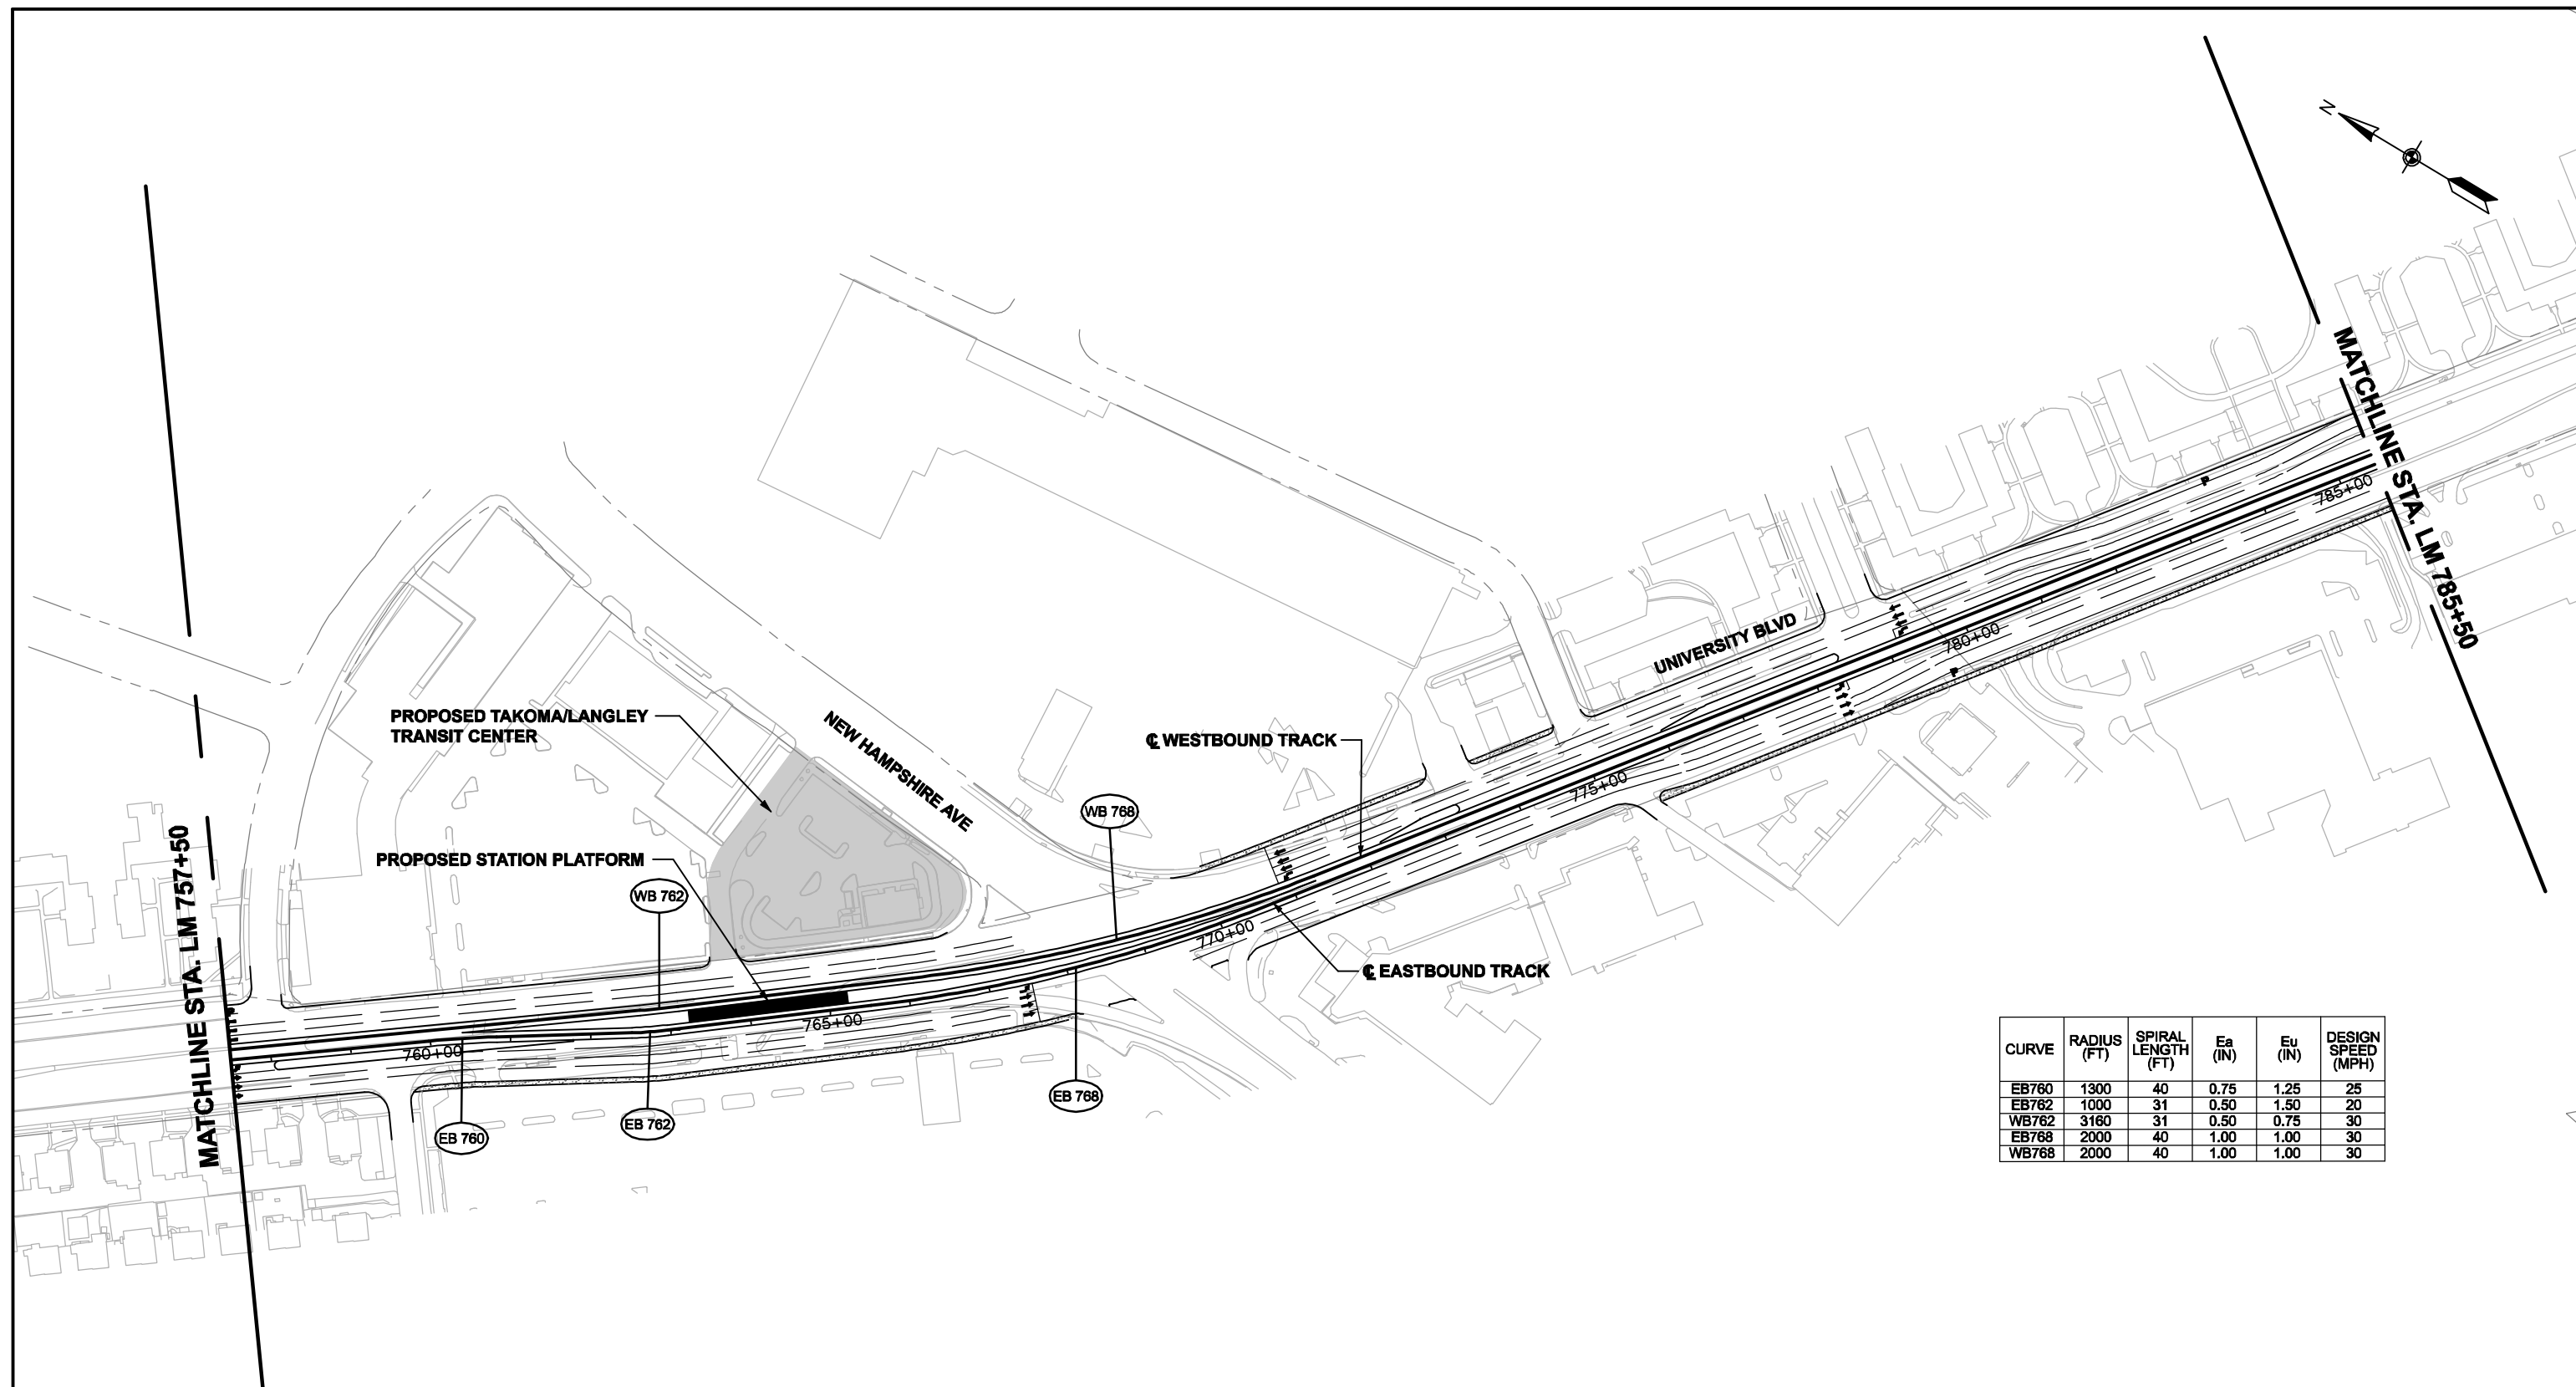 N
MATCHLINE STA. LM 785+50
785+00
780+00
UNIVERSITY BLVD
PROPOSED TAKOMA/LANGLEY
TRANSIT CENTER
NEW HAMPSHIRE AVE
℄ WESTBOUND TRACK
775+00
WB 768
PROPOSED STATION PLATFORM
WB 762
MATCHLINE STA. LM 757+50
770+00
℄ EASTBOUND TRACK
765+00
760+00
EB 768
EB 762
EB 760
CURVE RADIUS (FT) SPIRAL LENGTH (FT) Ea (IN) Eu (IN) DESIGN SPEED (MPH)
EB760 1300 40 0.75 1.25 25
EB762 1000 31 0.50 1.50 20
WB762 3160 31 0.50 0.75 30
EB768 2000 40 1.00 1.00 30
WB768 2000 40 1.00 1.00 30